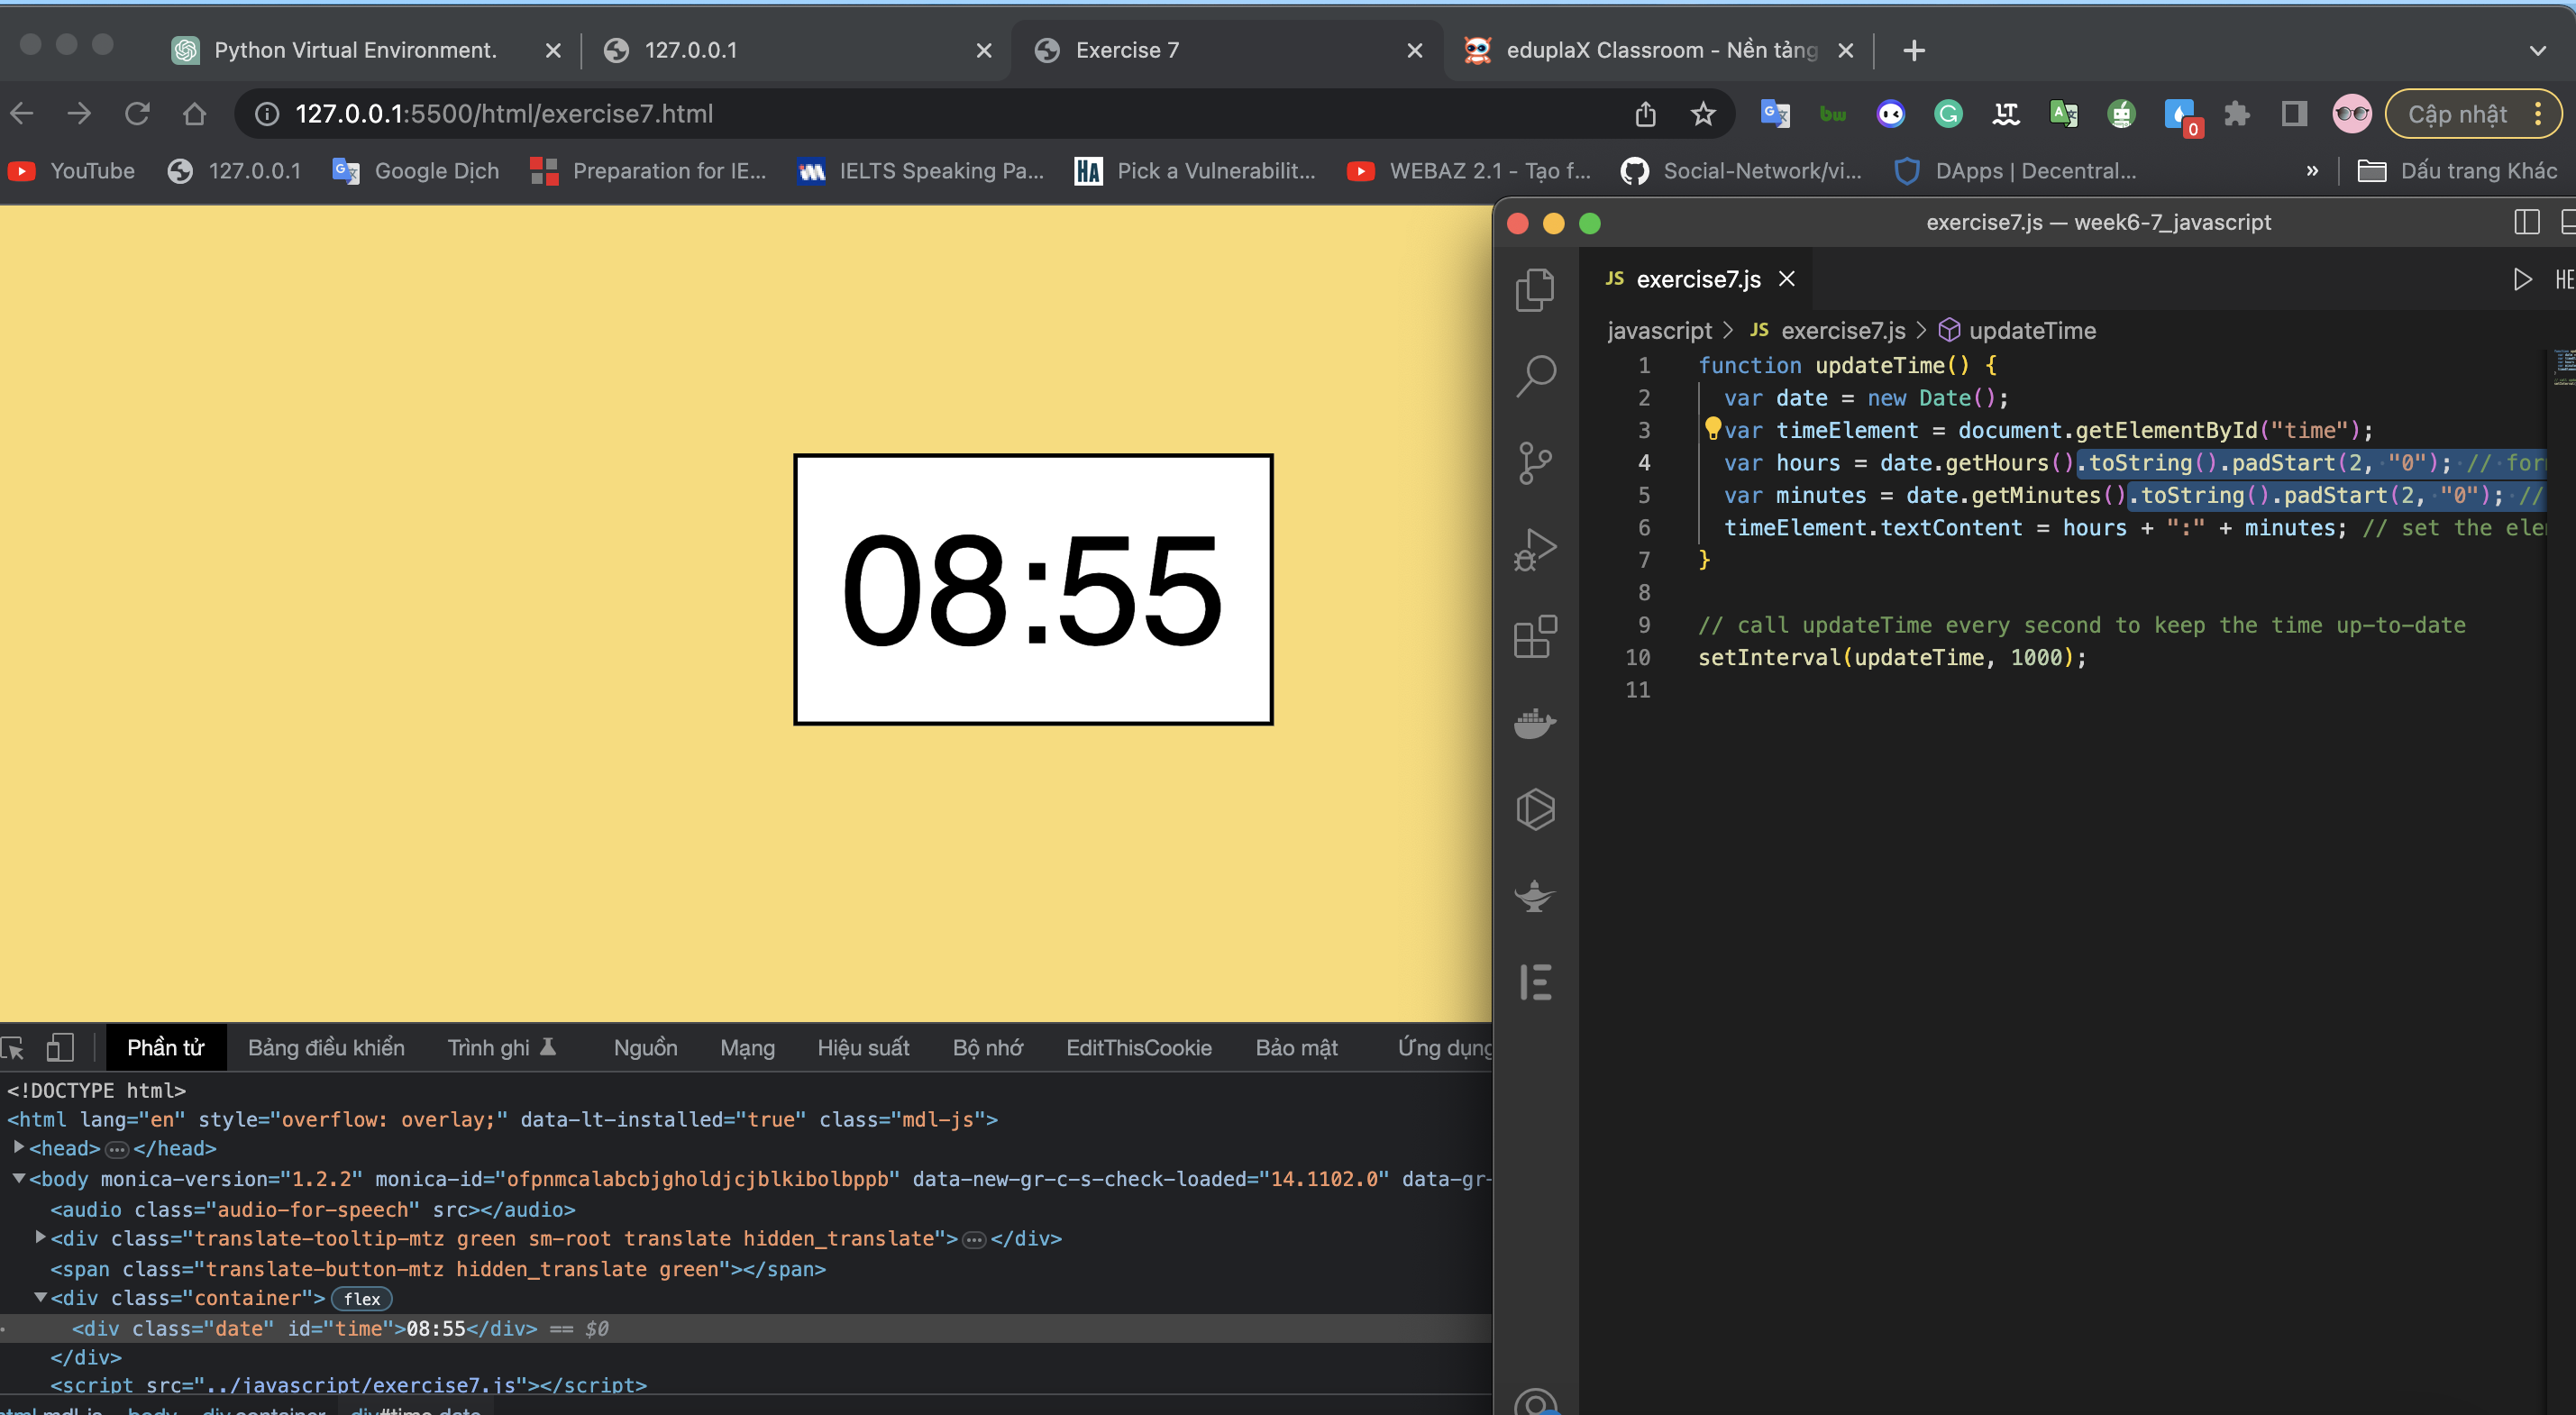 Python Virtual Environment.
127.0.0.1
Exercise 7
eduplaX Classroom - Nền tảng
127.0.0.1:5500/html/exercise7.html
bw
0
Cập nhật
YouTube
127.0.0.1
Google Dịch
Preparation for IE...
IELTS Speaking Pa...
HA
Pick a Vulnerabilit...
WEBAZ 2.1 - Tạo f...
Social-Network/vi...
DApps | Decentral...
»
Dấu trang Khác
08:55
exercise7.js — week6-7_javascript
JS exercise7.js
HE
javascript > JS exercise7.js > updateTime
1 function updateTime() {
2 var date = new Date();
3 var timeElement = document.getElementById("time");
4 var hours = date.getHours().toString().padStart(2, "0"); // for
5 var minutes = date.getMinutes().toString().padStart(2, "0"); //
6 timeElement.textContent = hours + ":" + minutes; // set the ele
7 }
8
9 // call updateTime every second to keep the time up-to-date
10 setInterval(updateTime, 1000);
11
Phần tử
Bảng điều khiển
Trình ghi
Nguồn
Mạng
Hiệu suất
Bộ nhớ
EditThisCookie
Bảo mật
Ứng dụng
<!DOCTYPE html>
<html lang="en" style="overflow: overlay;" data-lt-installed="true" class="mdl-js">
<head>…</head>
<body monica-version="1.2.2" monica-id="ofpnmcalabcbjgholdjcjblkibolbppb" data-new-gr-c-s-check-loaded="14.1102.0" data-gr-
<audio class="audio-for-speech" src></audio>
<div class="translate-tooltip-mtz green sm-root translate hidden_translate">…</div>
<span class="translate-button-mtz hidden_translate green"></span>
<div class="container"> flex
<div class="date" id="time">08:55</div> == $0
</div>
<script src="../javascript/exercise7.js"></script>
html.mdl-js body div.container div#time.date